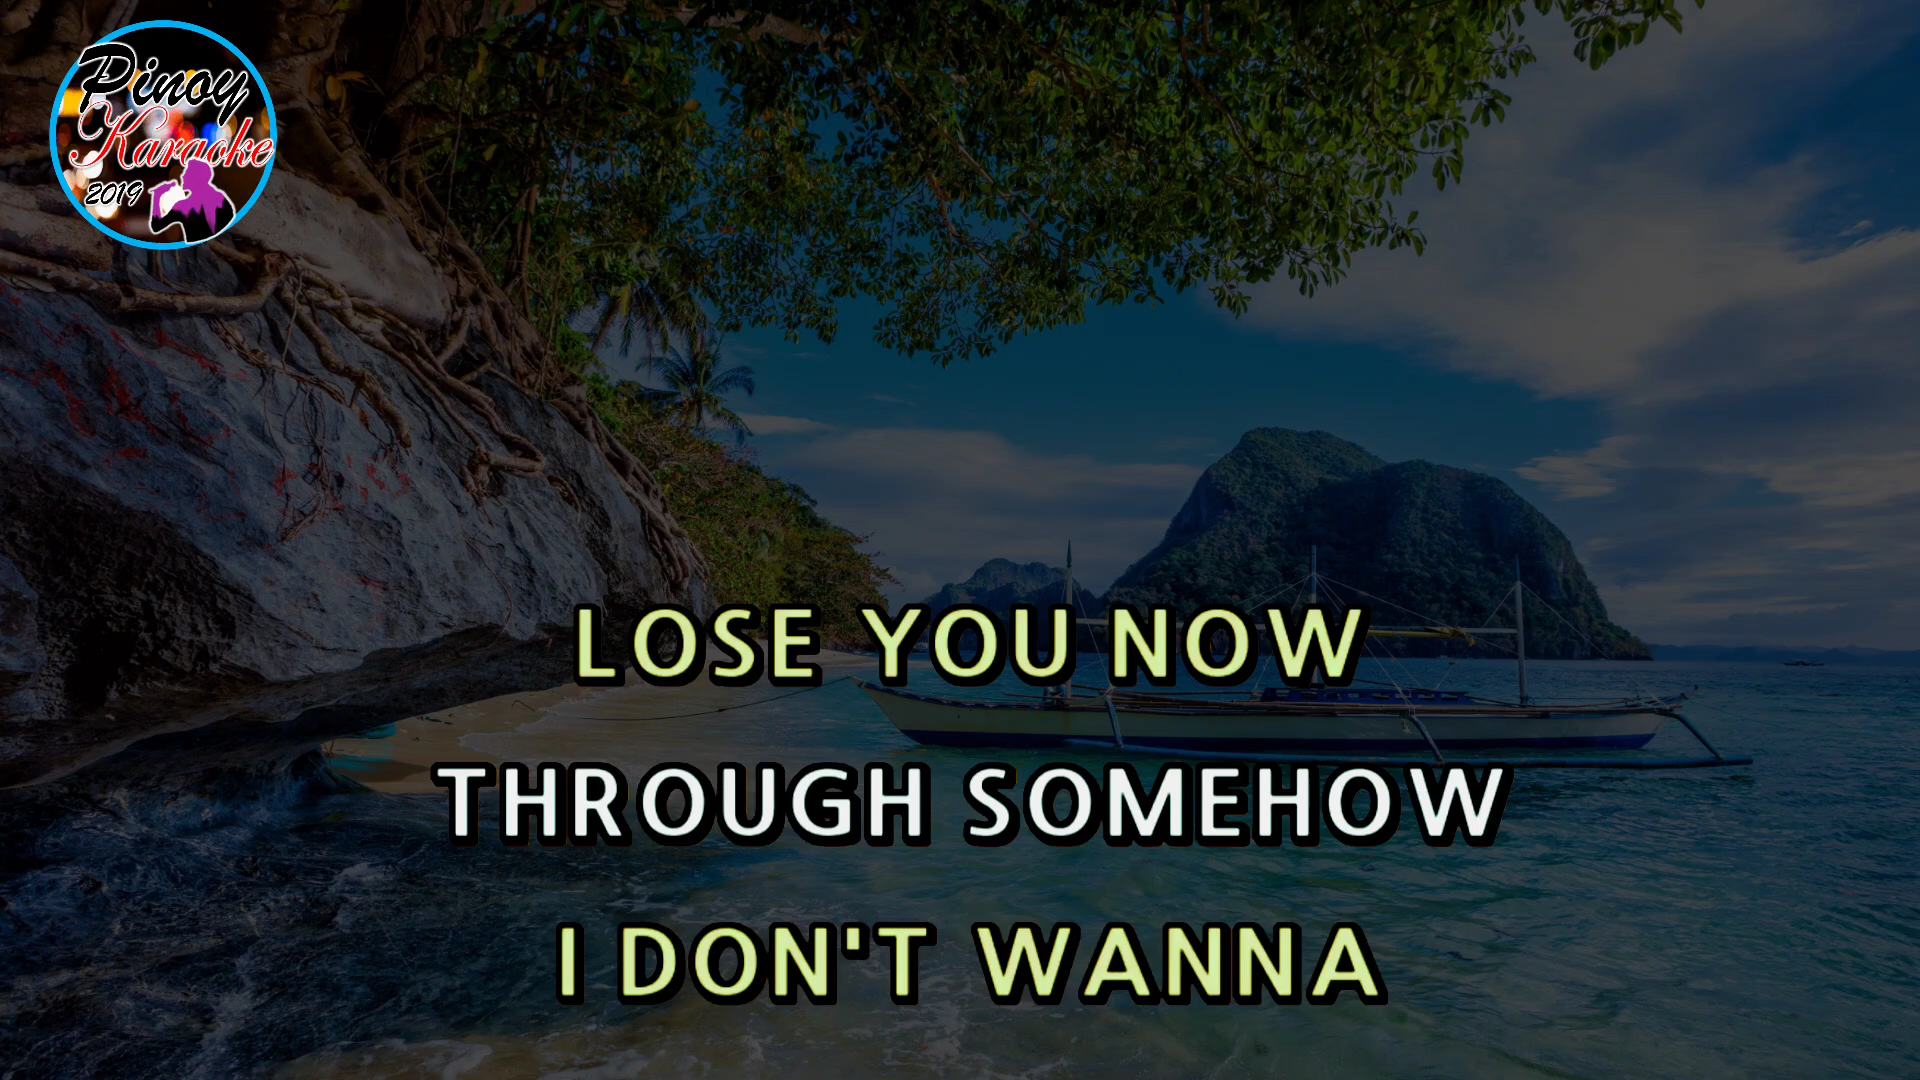 Pinoy
Karaoke
2019
LOSE YOU NOW
THROUGH SOMEHOW
I DON'T WANNA